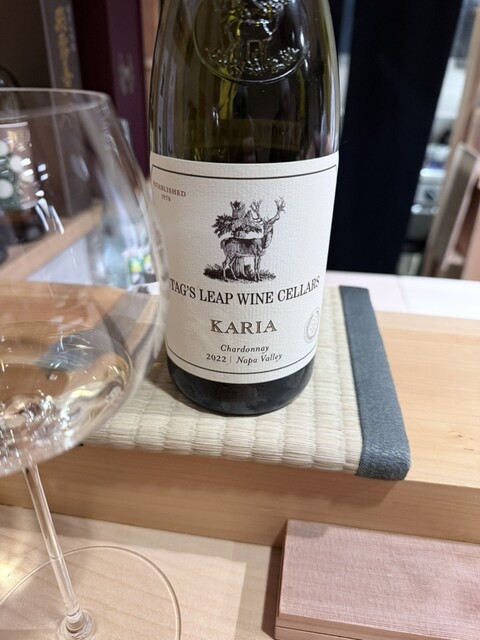 ESTABLISHED
1970
TAG'S LEAP WINE CELLARS
KARIA
Chardonnay
2022 | Napa Valley